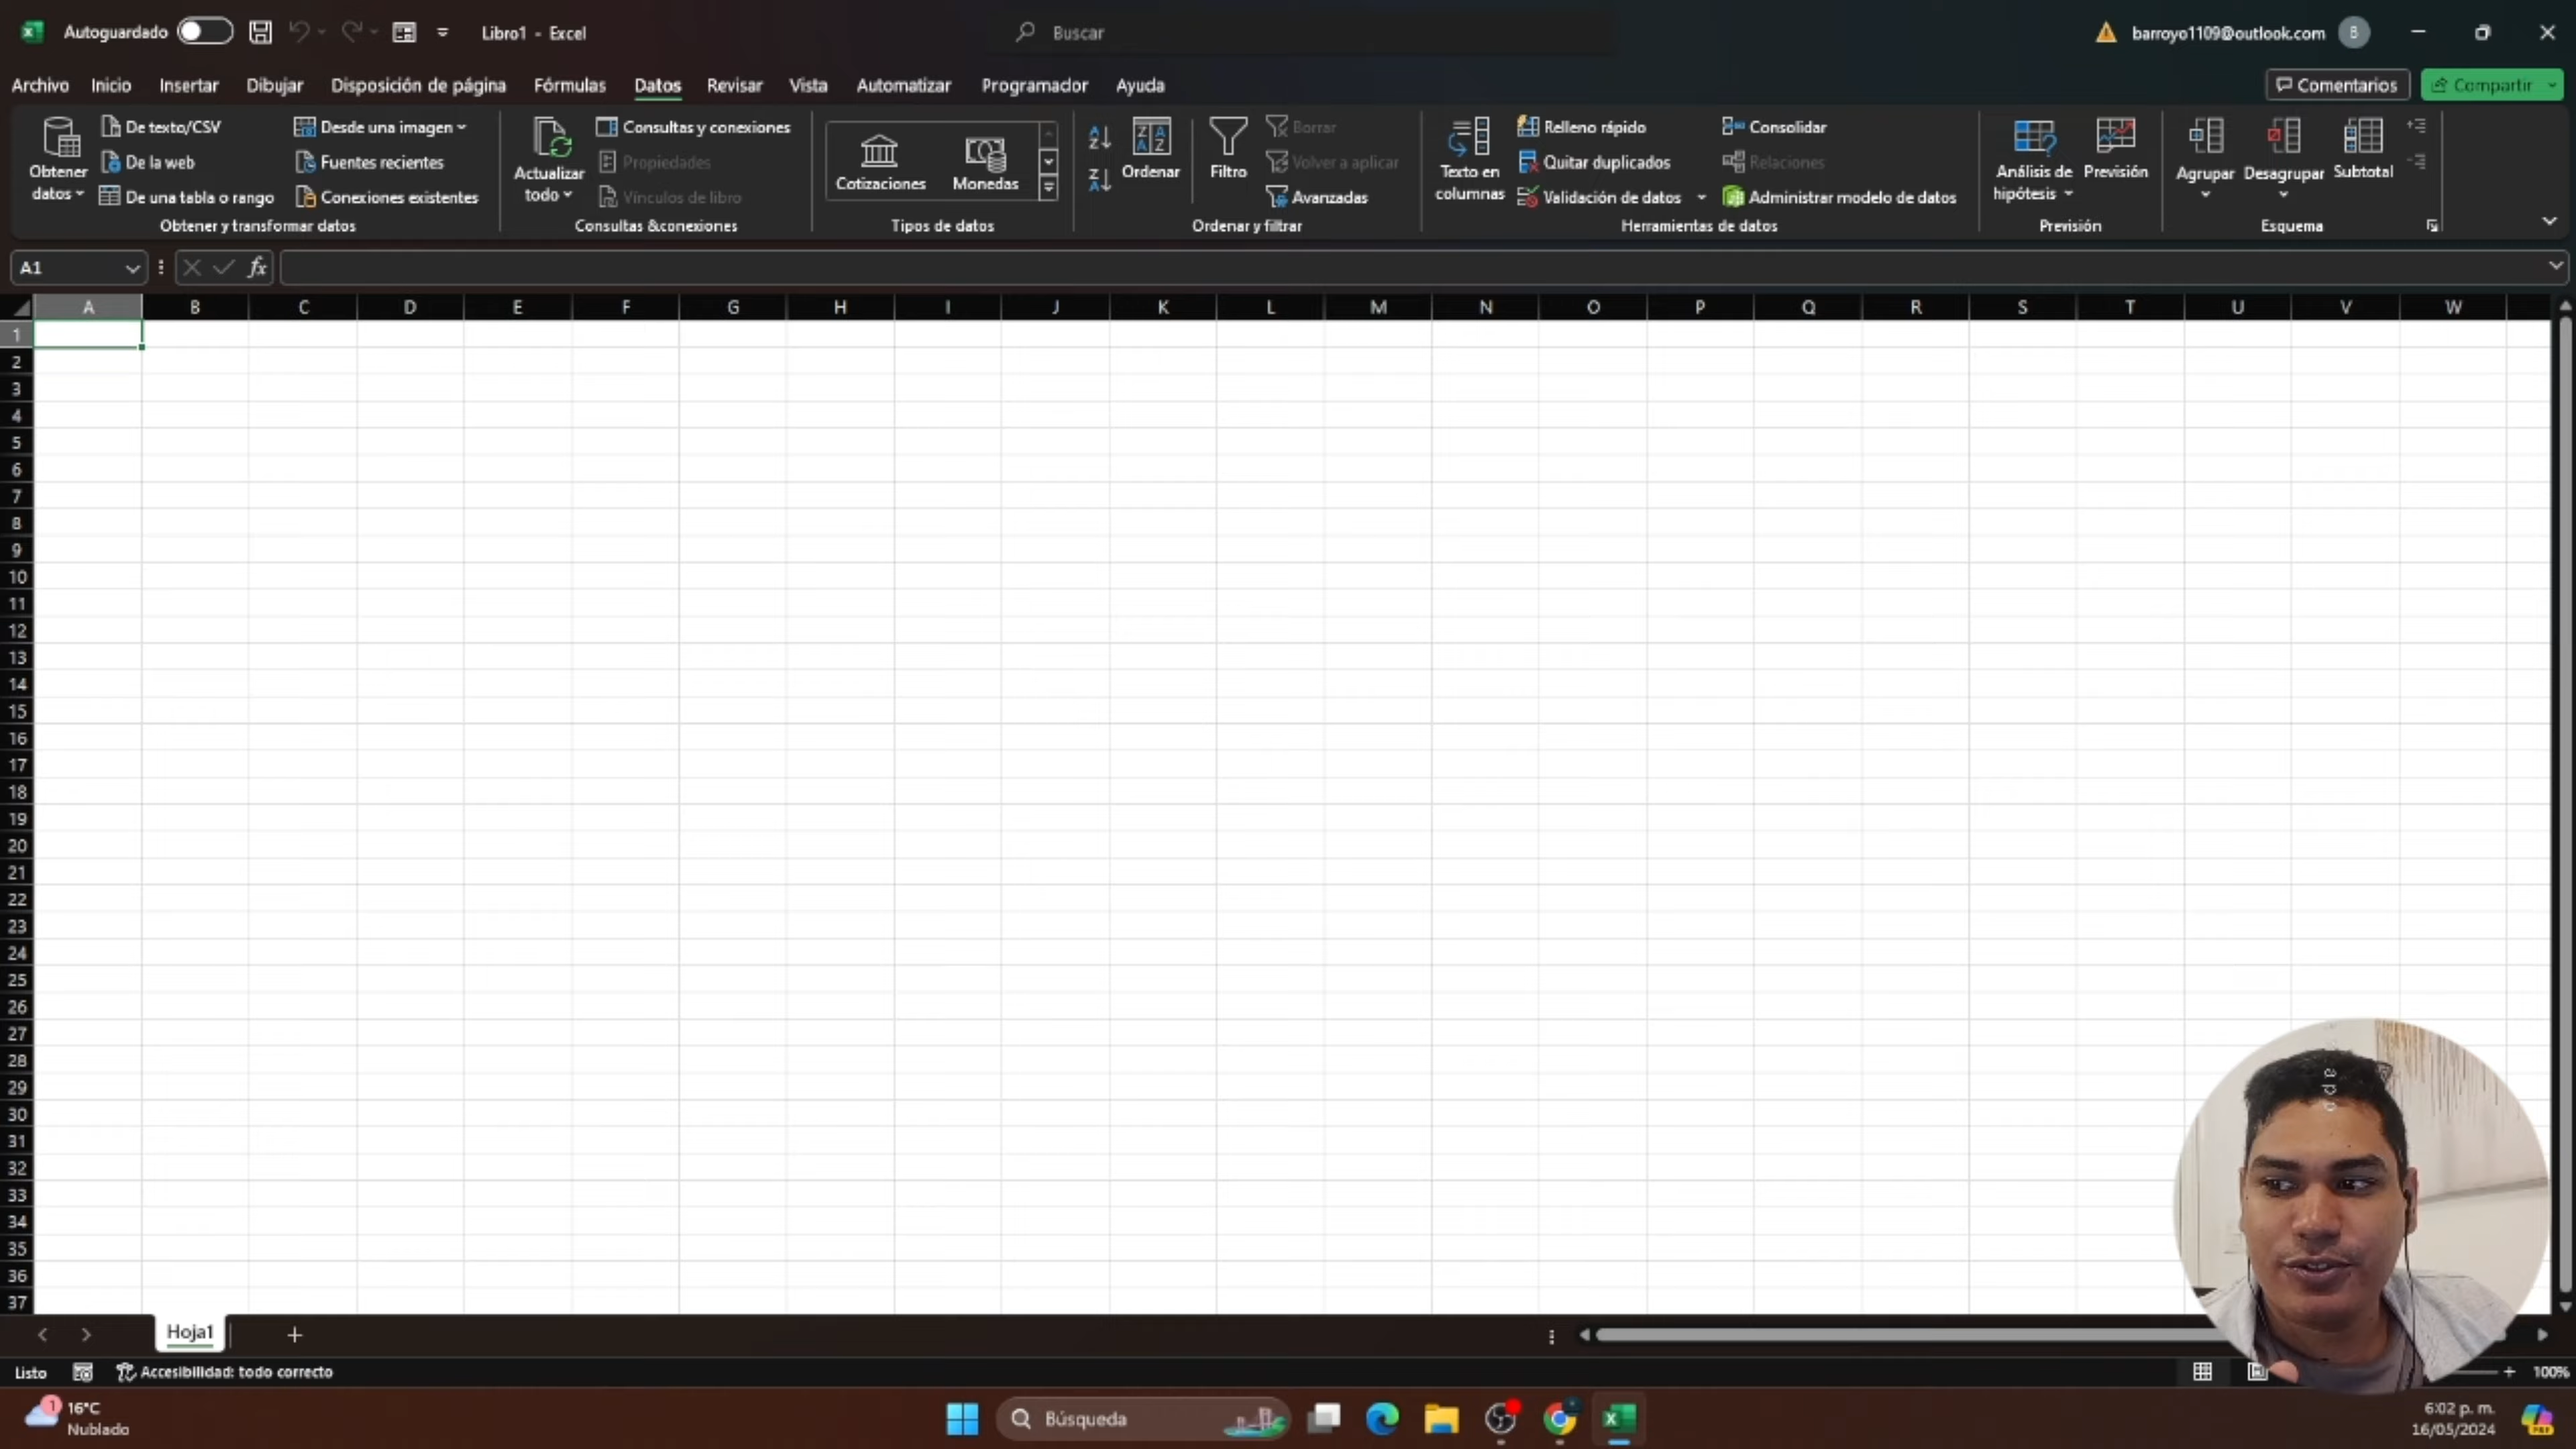 Autoguardado
Libro1 - Excel
Buscar
barroyo1109@outlook.com
B
Archivo
Inicio
Insertar
Dibujar
Disposición de página
Fórmulas
Datos
Revisar
Vista
Automatizar
Programador
Ayuda
Comentarios
Compartir
Obtener
datos
De texto/CSV
De la web
De una tabla o rango
Desde una imagen
Fuentes recientes
Conexiones existentes
Obtener y transformar datos
Actualizar
todo
Consultas y conexiones
Propiedades
Vínculos de libro
Consultas &conexiones
Cotizaciones
Monedas
Tipos de datos
Ordenar
Filtro
Borrar
Volver a aplicar
Avanzadas
Ordenar y filtrar
Texto en
columnas
Relleno rápido
Quitar duplicados
Validación de datos
Consolidar
Relaciones
Administrar modelo de datos
Herramientas de datos
Análisis de
hipótesis
Previsión
Previsión
Agrupar
Desagrupar
Subtotal
Esquema
A1
fx
A B C D E F G H I J K L M N O P Q R S T U V W
1
2
3
4
5
6
7
8
9
10
11
12
13
14
15
16
17
18
19
20
21
22
23
24
25
26
27
28
29
30
31
32
33
34
35
36
37
Hoja1
Listo
Accesibilidad: todo correcto
100%
1
16°C
Nublado
Búsqueda
6:02 p. m.
16/05/2024